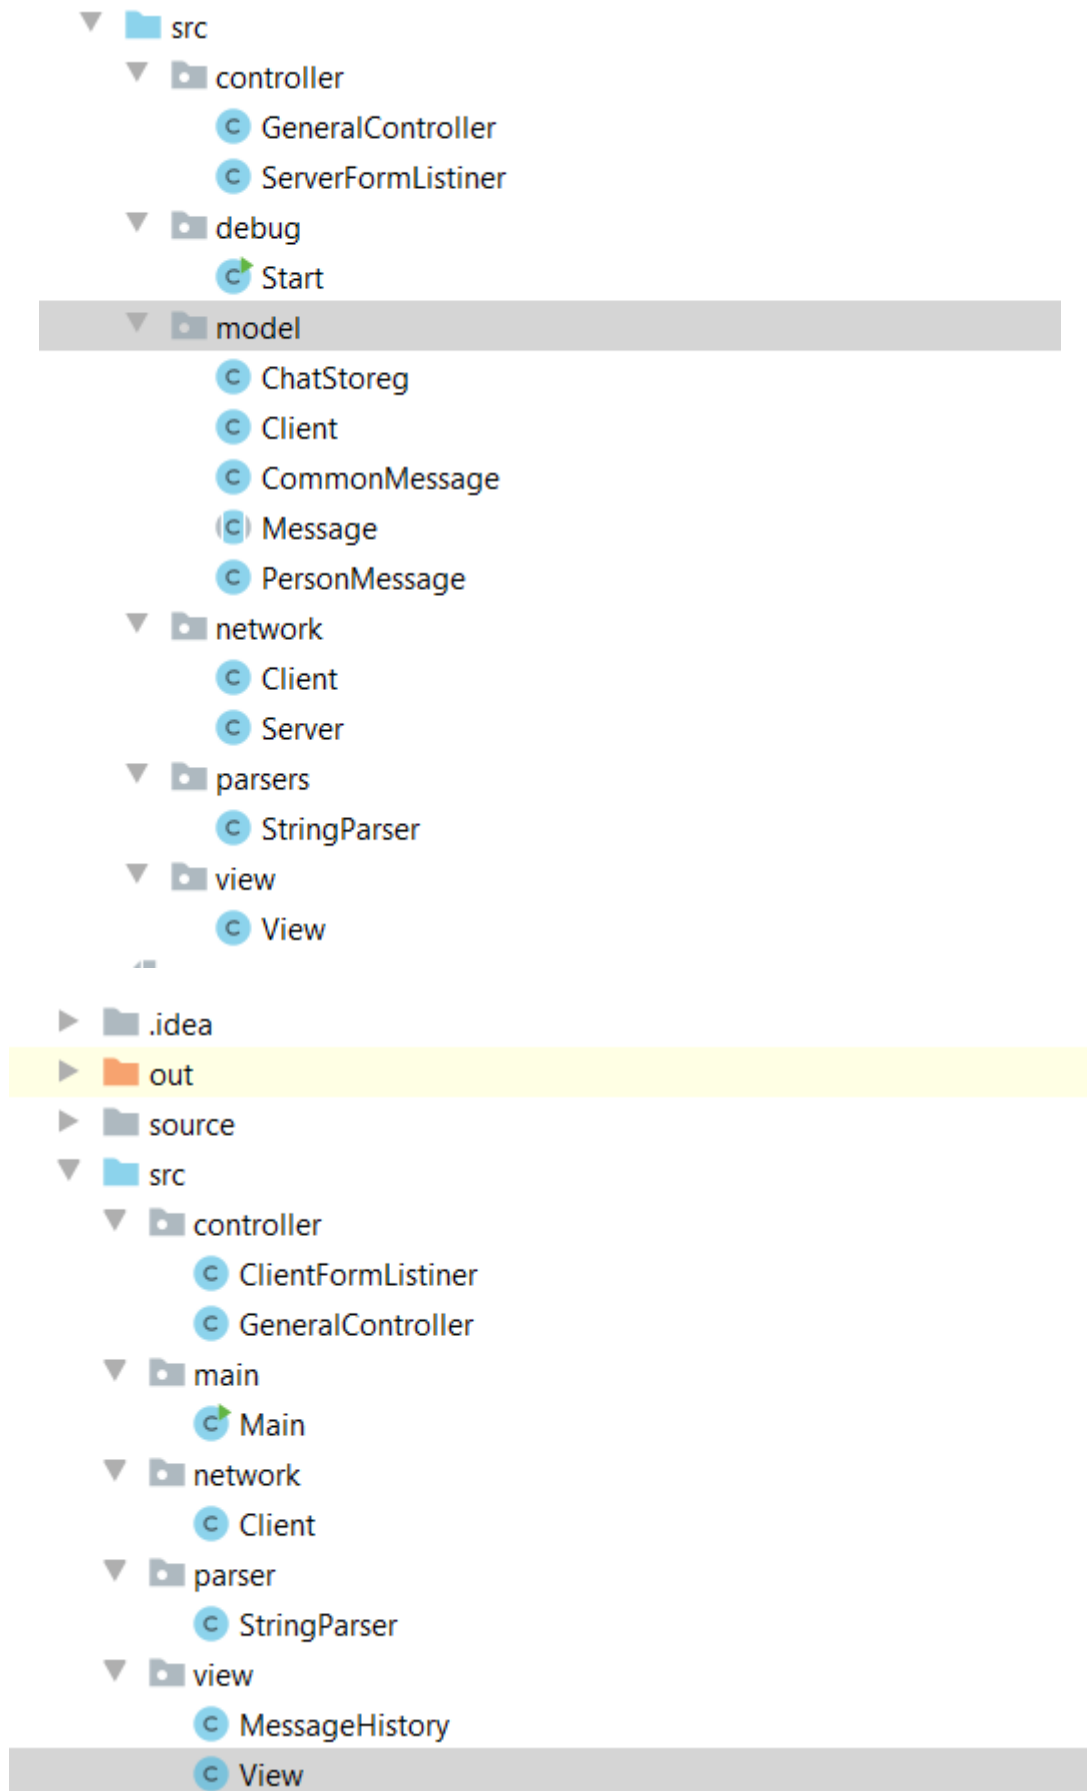 src
controller
GeneralController
ServerFormListiner
debug
Start
model
ChatStoreg
Client
CommonMessage
Message
PersonMessage
network
Client
Server
parsers
StringParser
view
View
.idea
out
source
src
controller
ClientFormListiner
GeneralController
main
Main
network
Client
parser
StringParser
view
MessageHistory
View